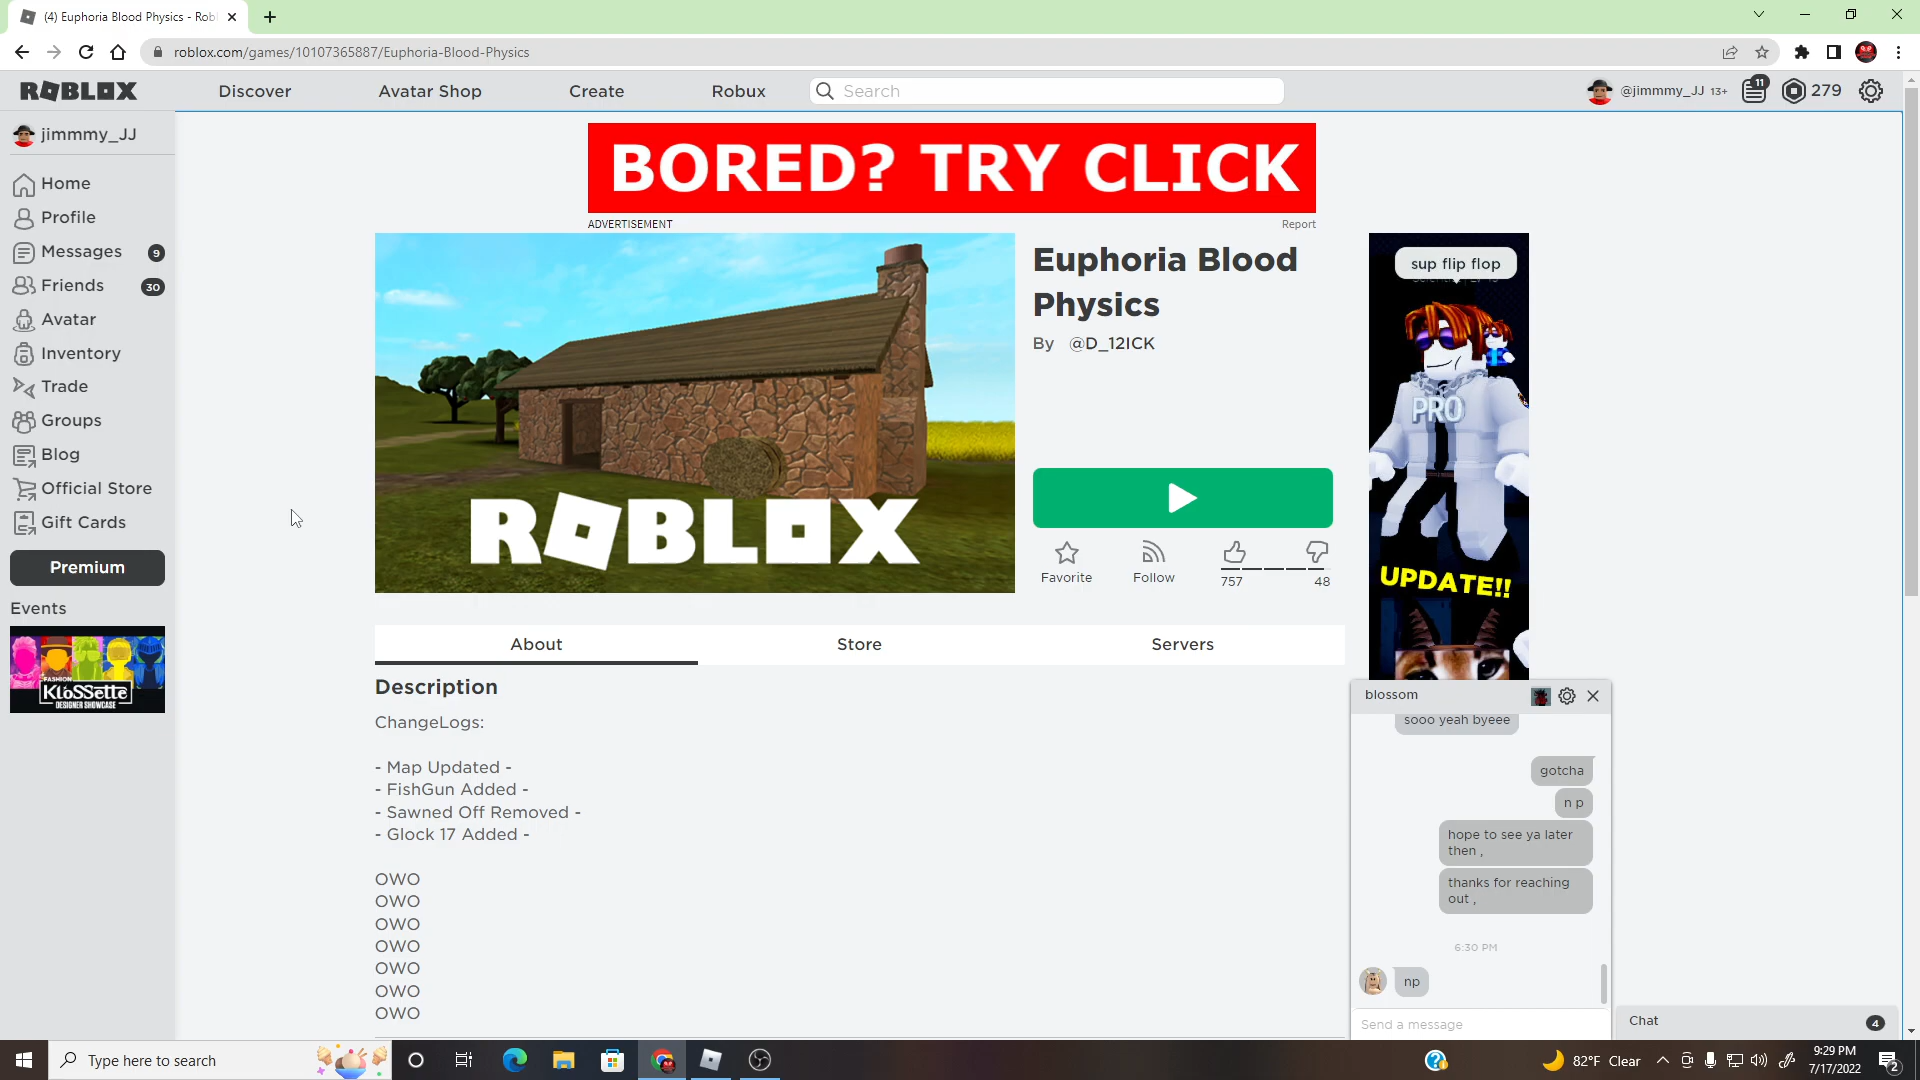 (4) Euphoria Blood Physics - Rob
roblox.com/games/10107365887/Euphoria-Blood-Physics
ROBLOX
Discover
Avatar Shop
Create
Robux
Search
@jimmmy_JJ 13+
11
279
jimmmy_JJ
Home
Profile
Messages 9
Friends 30
Avatar
Inventory
Trade
Groups
Blog
Official Store
Gift Cards
Premium
Events
FASHION
KLOSSETTE
DESIGNER SHOWCASE
BORED? TRY CLICK
ADVERTISEMENT
Report
ROBLOX
Euphoria Blood
Physics
By @D_12ICK
Favorite
Follow
757
48
sup flip flop
PRO
UPDATE!!
About
Store
Servers
Description
ChangeLogs:
- Map Updated -
- FishGun Added -
- Sawned Off Removed -
- Glock 17 Added -
OWO
OWO
OWO
OWO
OWO
OWO
OWO
blossom
sooo yeah byeee
gotcha
n p
hope to see ya later
then ,
thanks for reaching
out ,
6:30 PM
np
Send a message
Chat
4
Type here to search
82°F Clear
9:29 PM
7/17/2022
2